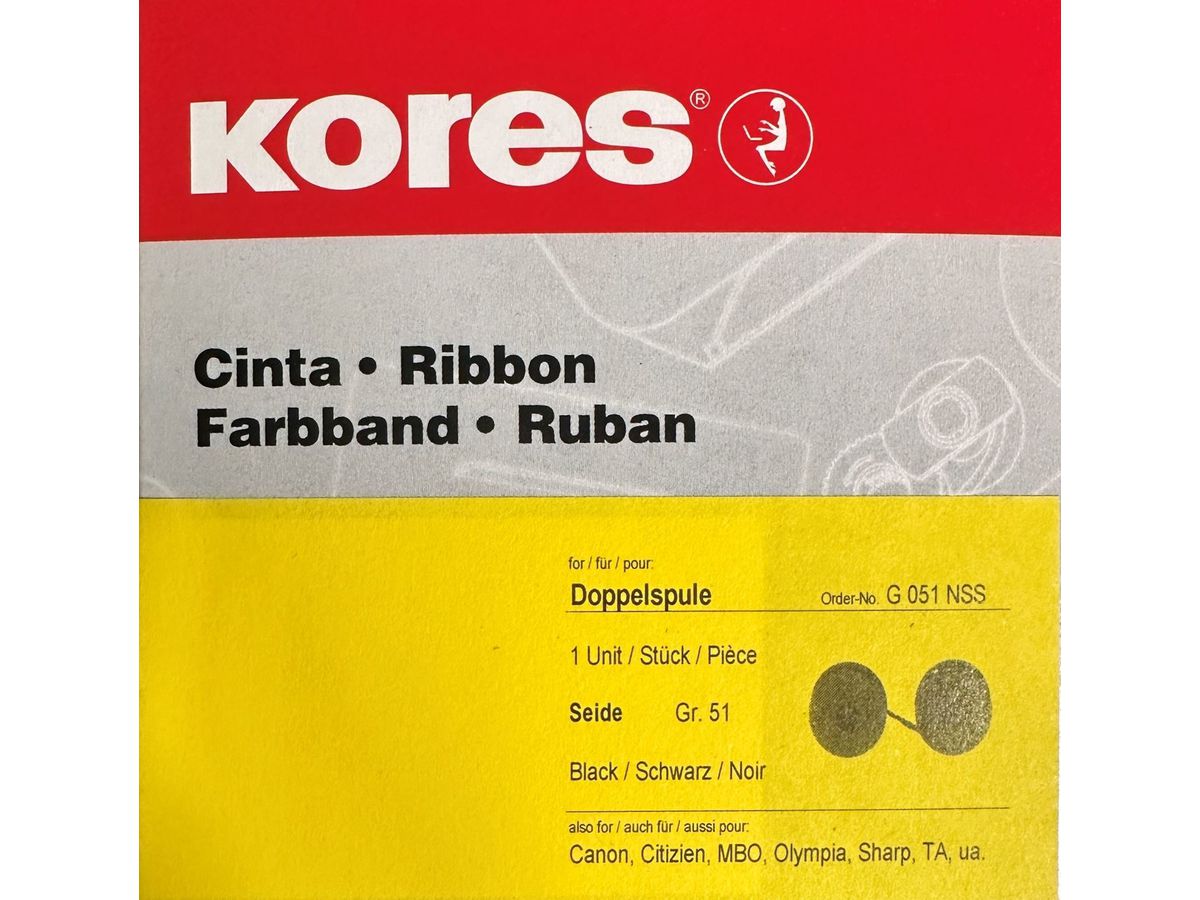 Kores®
Cinta • Ribbon
Farbband • Ruban
for / für / pour:
Doppelspule Order-No. G 051 NSS
1 Unit / Stück / Pièce
Seide Gr. 51
Black / Schwarz / Noir
also for / auch für / aussi pour:
Canon, Citizien, MBO, Olympia, Sharp, TA, ua.